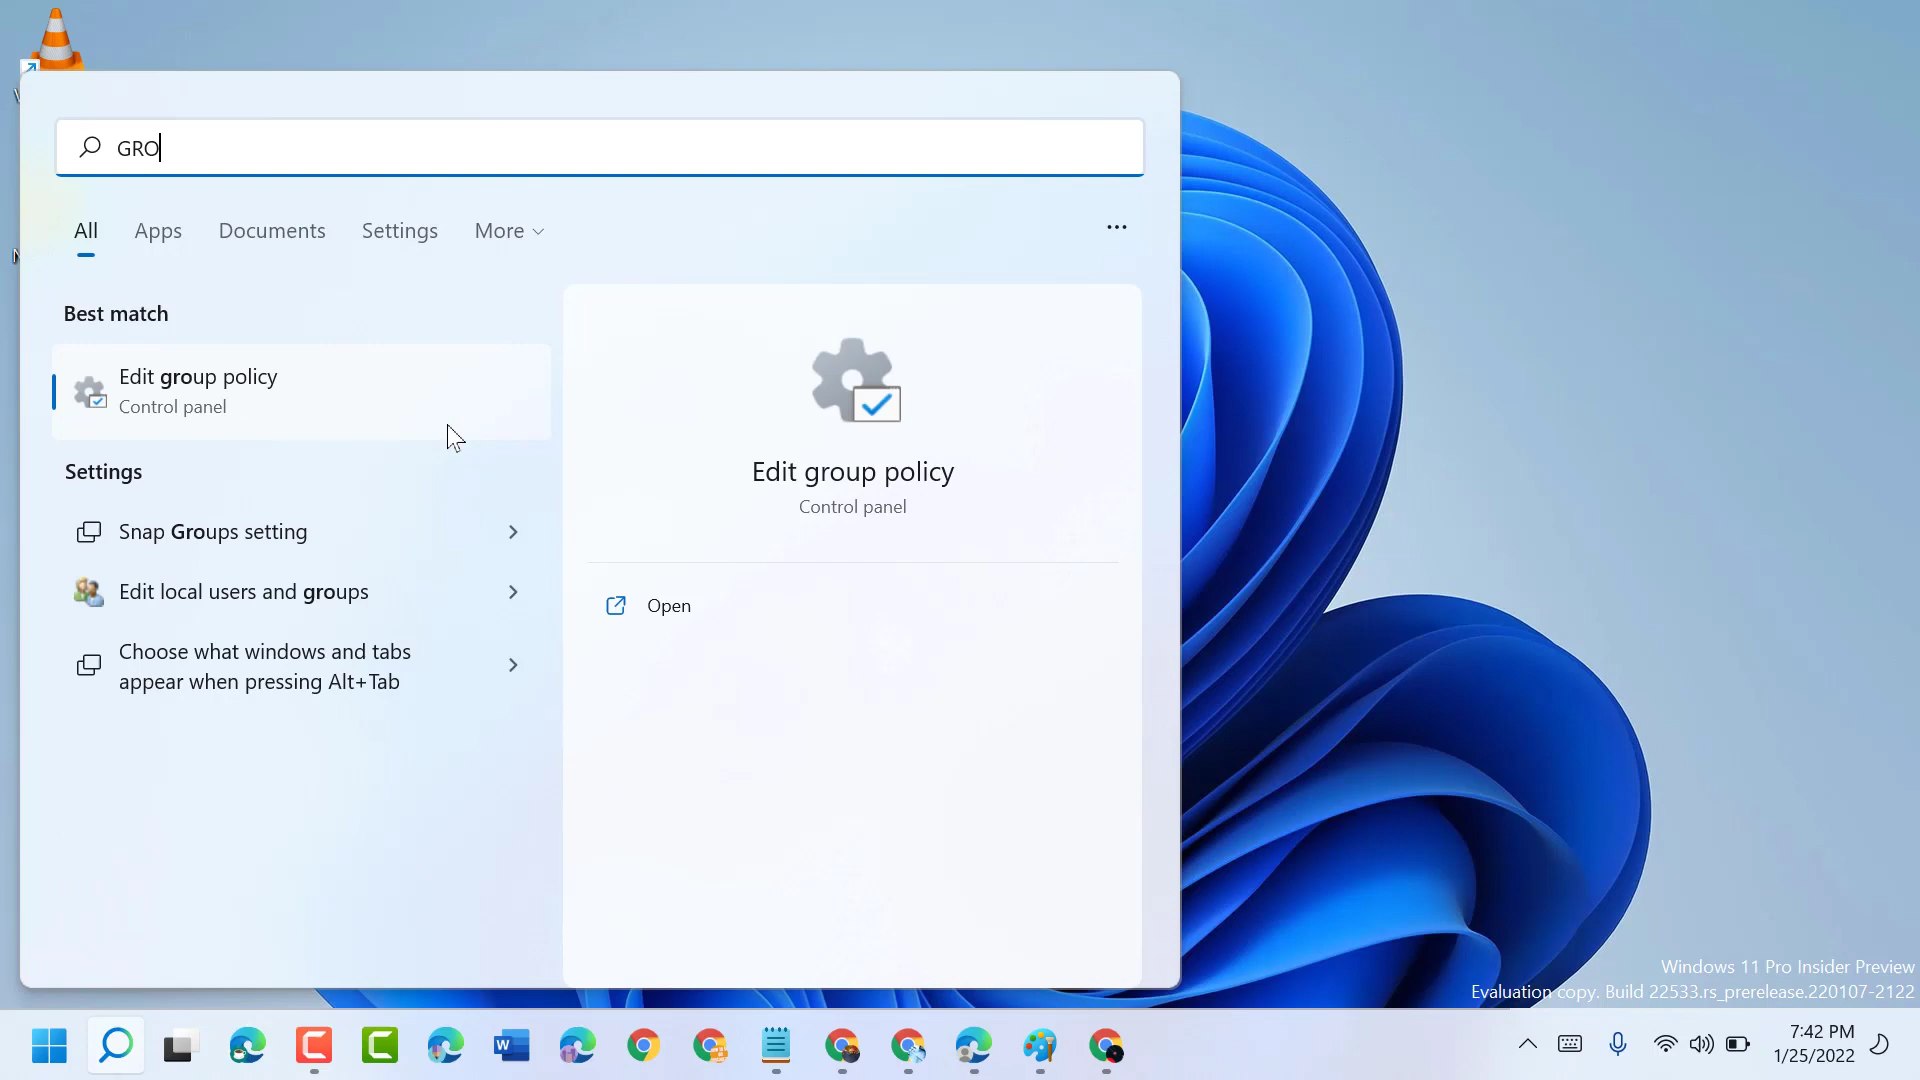 GRO
All Apps Documents Settings More
Best match
Edit group policy
Control panel
Settings
Snap Groups setting
Edit local users and groups
Choose what windows and tabs
appear when pressing Alt+Tab
Edit group policy
Control panel
Open
Windows 11 Pro Insider Preview
Evaluation copy. Build 22533.rs_prerelease.220107-2122
W
7:42 PM
1/25/2022